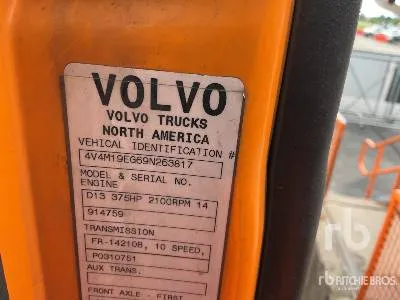 VOLVO
VOLVO TRUCKS
NORTH AMERICA
VEHICAL IDENTIFICATION #
4V4M19EG69N263817
MODEL & SERIAL NO.
ENGINE
D13 375HP 2100RPM 14
914759
TRANSMISSION
FR-14210B, 10 SPEED,
P0310751
AUX TRANS.
FRONT AXLE - FIRST
rb
RITCHIE BROS.